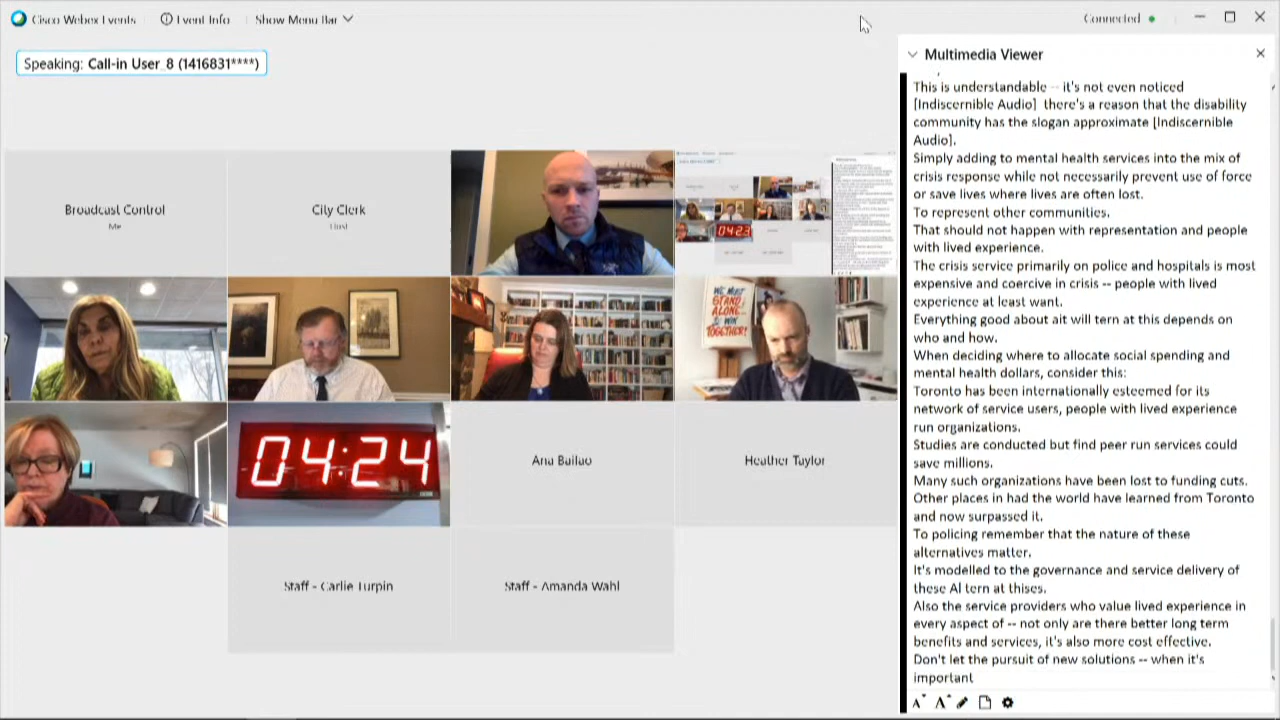 Cisco Webex Events
Event Info
Show Menu Bar
Connected
Speaking: Call-in User_8 (1416831****)
Multimedia Viewer
This is understandable -- it's not even noticed
[Indiscernible Audio] there's a reason that the disability
community has the slogan approximate [Indiscernible
Audio].
Simply adding to mental health services into the mix of
crisis response while not necessarily prevent use of force
or save lives where lives are often lost.
To represent other communities.
That should not happen with representation and people
with lived experience.
The crisis service primarily on police and hospitals is most
expensive and coercive in crisis -- people with lived
experience at least want.
Everything good about ait will tern at this depends on
who and how.
When deciding where to allocate social spending and
mental health dollars, consider this:
Toronto has been internationally esteemed for its
network of service users, people with lived experience
run organizations.
Studies are conducted but find peer run services could
save millions.
Many such organizations have been lost to funding cuts.
Other places in had the world have learned from Toronto
and now surpassed it.
To policing remember that the nature of these
alternatives matter.
It's modelled to the governance and service delivery of
these Al tern at thises.
Also the service providers who value lived experience in
every aspect of -- not only are there better long term
benefits and services, it's also more cost effective.
Don't let the pursuit of new solutions -- when it's
important
Broadcast
Me
City Clerk
Host
04:23
WE MUST
STAND
ALONE...
WIN
TOGETHER!
04:24
Ana Bailao
Heather Taylor
Staff - Carlie Turpin
Staff - Amanda Wahl